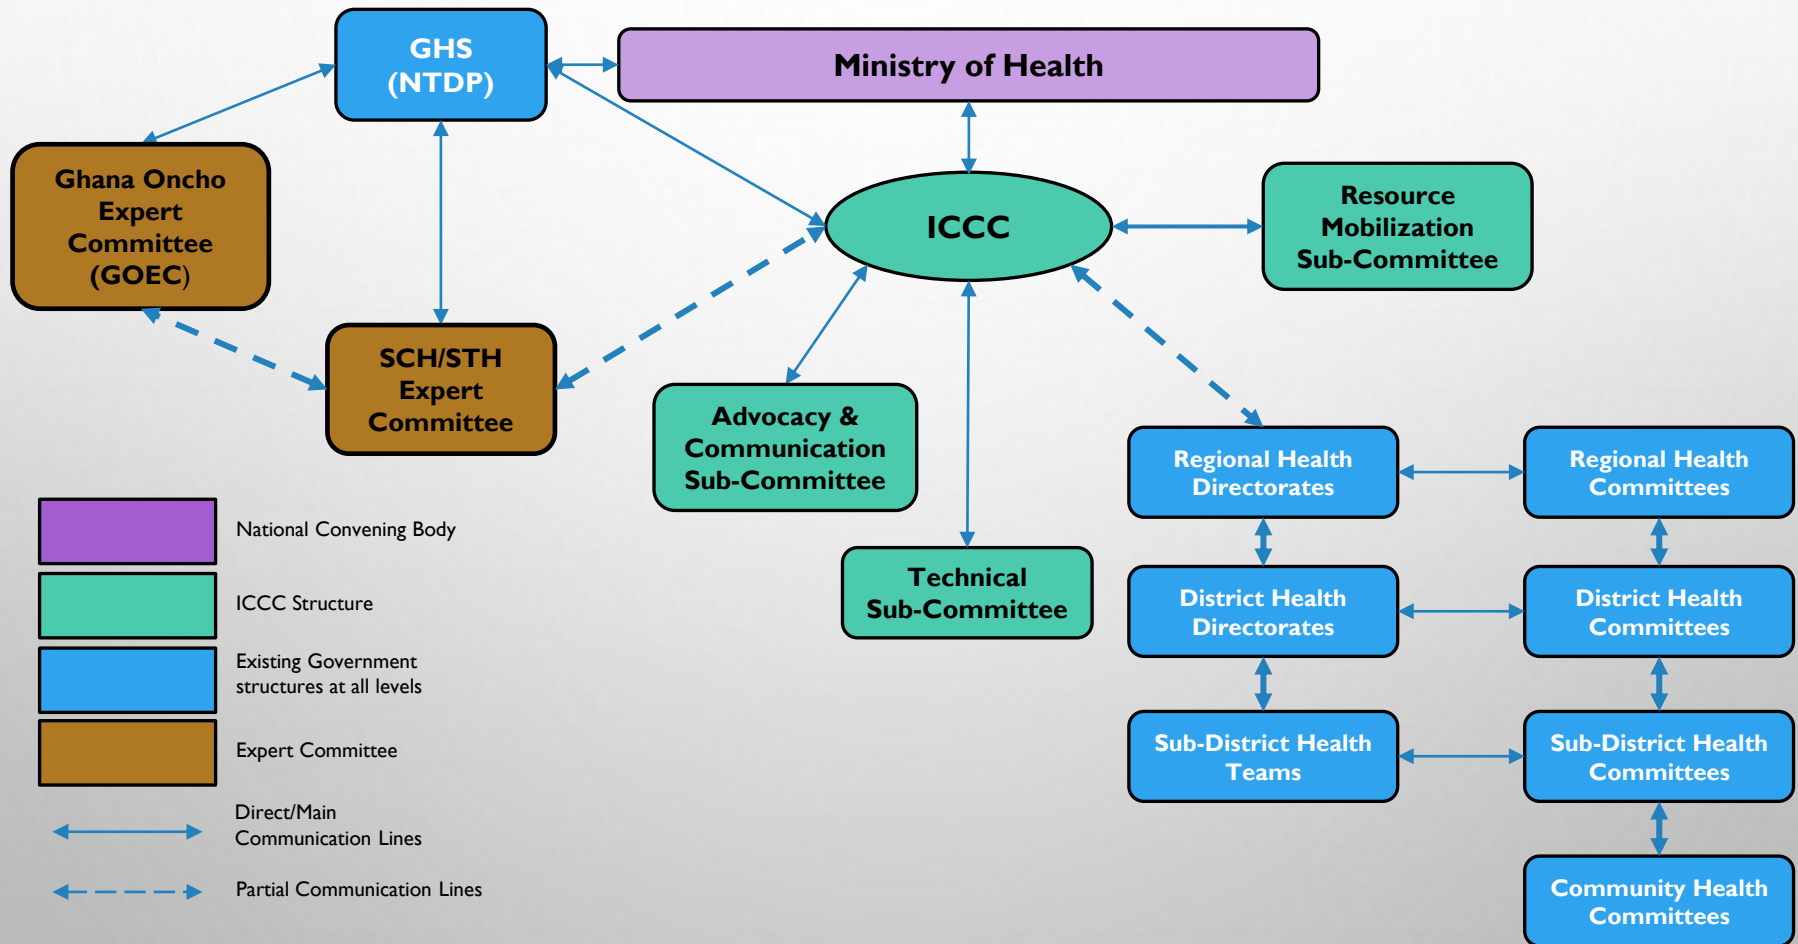 GHS
(NTDP)
Ministry of Health
Ghana Oncho
Expert
Committee
(GOEC)
ICCC
Resource
Mobilization
Sub-Committee
SCH/STH
Expert
Committee
Advocacy &
Communication
Sub-Committee
Technical
Sub-Committee
Regional Health
Directorates
Regional Health
Committees
District Health
Directorates
District Health
Committees
Sub-District Health
Teams
Sub-District Health
Committees
Community Health
Committees
National Convening Body
ICCC Structure
Existing Government
structures at all levels
Expert Committee
Direct/Main
Communication Lines
Partial Communication Lines